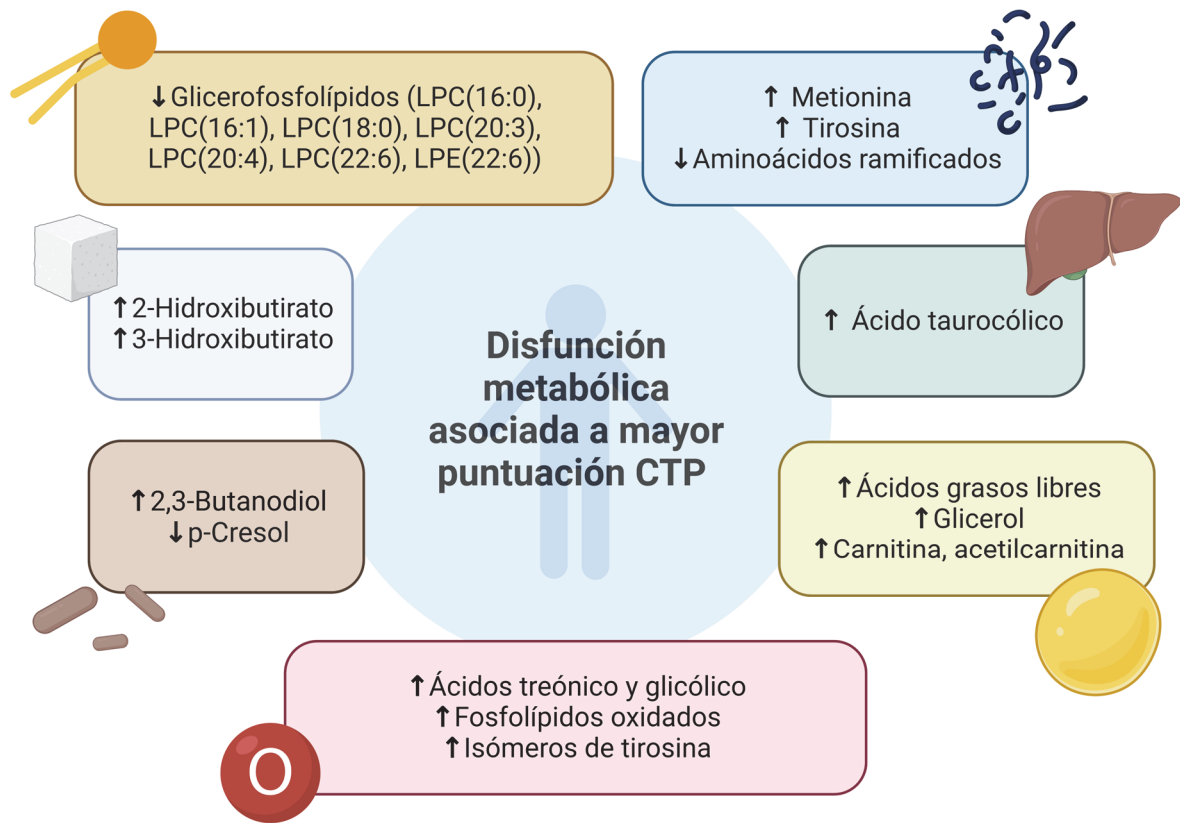 ↓Glicerofosfolípidos (LPC(16:0),
LPC(16:1), LPC(18:0), LPC(20:3),
LPC(20:4), LPC(22:6), LPE(22:6))
↑ Metionina
↑ Tirosina
↓Aminoácidos ramificados
↑2-Hidroxibutirato
↑3-Hidroxibutirato
↑ Ácido taurocólico
Disfunción
metabólica
asociada a mayor
puntuación CTP
↑2,3-Butanodiol
↓p-Cresol
↑Ácidos grasos libres
↑Glicerol
↑Carnitina, acetilcarnitina
↑Ácidos treónico y glicólico
↑Fosfolípidos oxidados
↑Isómeros de tirosina
O